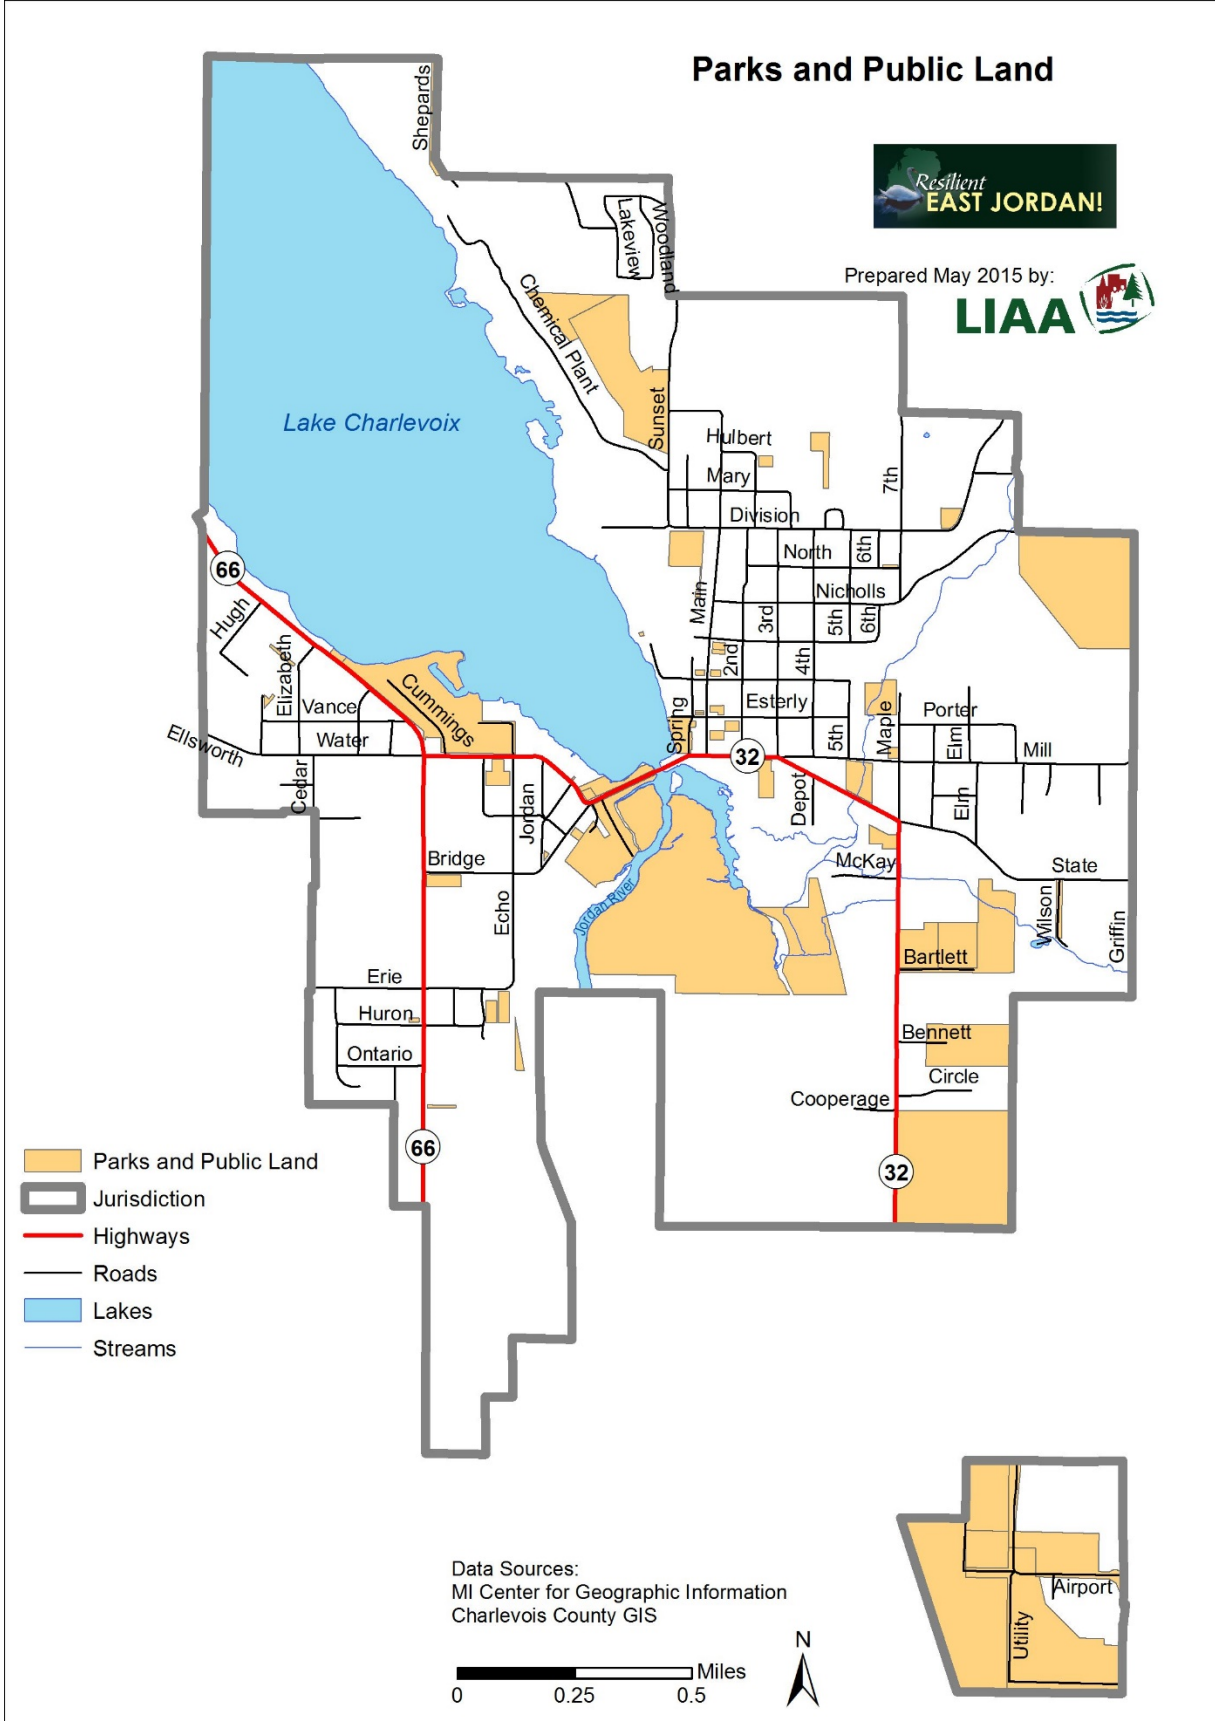 Parks and Public Land
Resilient
EAST JORDAN!
Prepared May 2015 by:
LIAA
Shepards
Lakeview
Woodland
Chemical Plant
Sunset
Lake Charlevoix
Hulbert
Mary
7th
Division
North
6th
66
Nicholls
Main
3rd
5th
6th
Hugh
Elizabeth
2nd
4th
Cummings
Vance
Esterly
Spring
Maple
Porter
Ellsworth
Water
5th
Elm
Mill
32
Cedar
Jordan
Depot
Elm
Bridge
McKay
State
Jordan River
Echo
Wilson
Griffin
Bartlett
Erie
Huron
Bennett
Ontario
Circle
Cooperage
66
32
Parks and Public Land
Jurisdiction
Highways
Roads
Lakes
Streams
Data Sources:
MI Center for Geographic Information
Charlevois County GIS
Airport
Utility
N
Miles
0 0.25 0.5